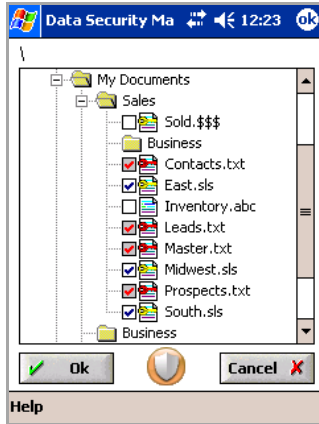 Data Security Ma 12:23 ok
\
My Documents
Sales
Sold.$$$
Business
Contacts.txt
East.sls
Inventory.abc
Leads.txt
Master.txt
Midwest.sls
Prospects.txt
South.sls
Business
Ok Cancel
Help